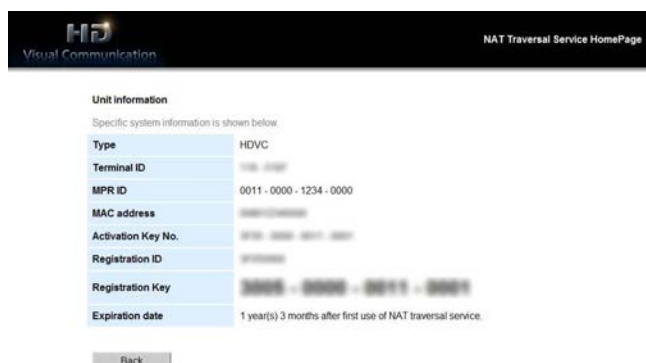 HD
Visual Communication
NAT Traversal Service HomePage
Unit information
Specific system information is shown below.
Type HDVC
Terminal ID
MPR ID 0011 - 0000 - 1234 - 0000
MAC address
Activation Key No.
Registration ID
Registration Key
Expiration date 1 year(s) 3 months after first use of NAT traversal service.
Back